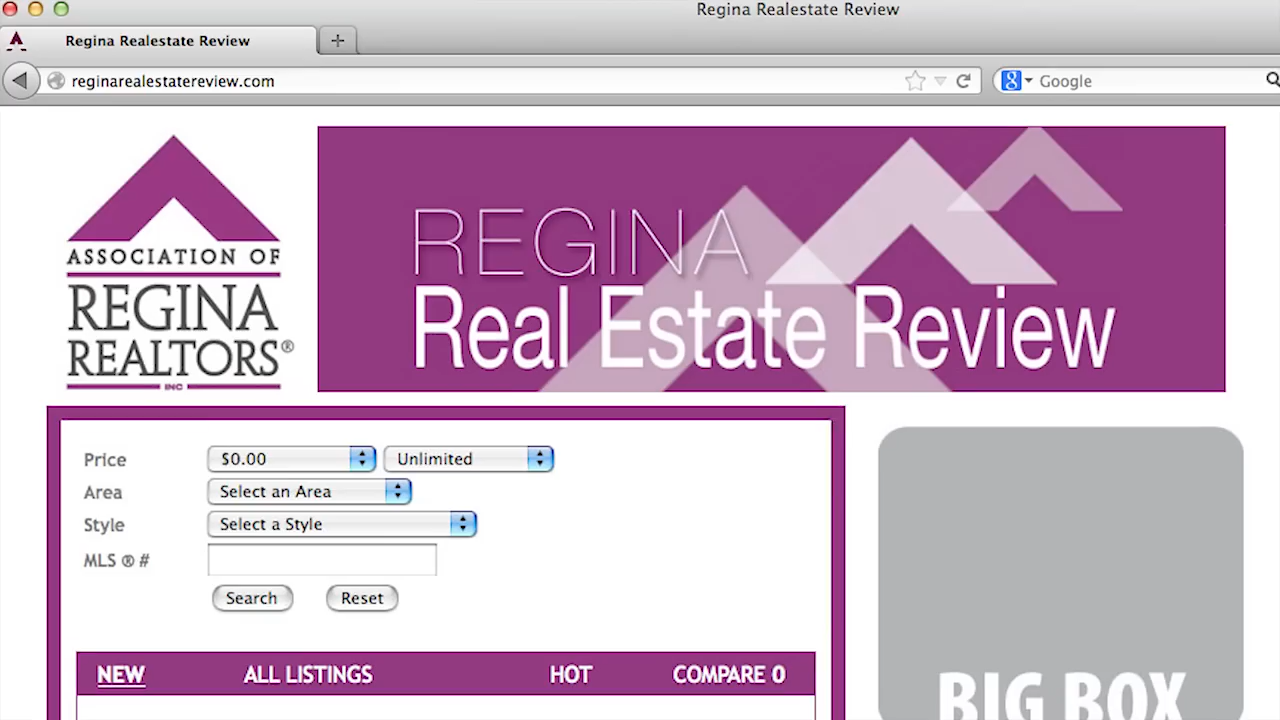 Regina Realestate Review
Regina Realestate Review
reginarealestatereview.com
Google
ASSOCIATION OF
REGINA
REALTORS®
INC
REGINA
Real Estate Review
Price $0.00 Unlimited
Area Select an Area
Style Select a Style
MLS ® #
Search Reset
NEW ALL LISTINGS HOT COMPARE 0
BIG BOX